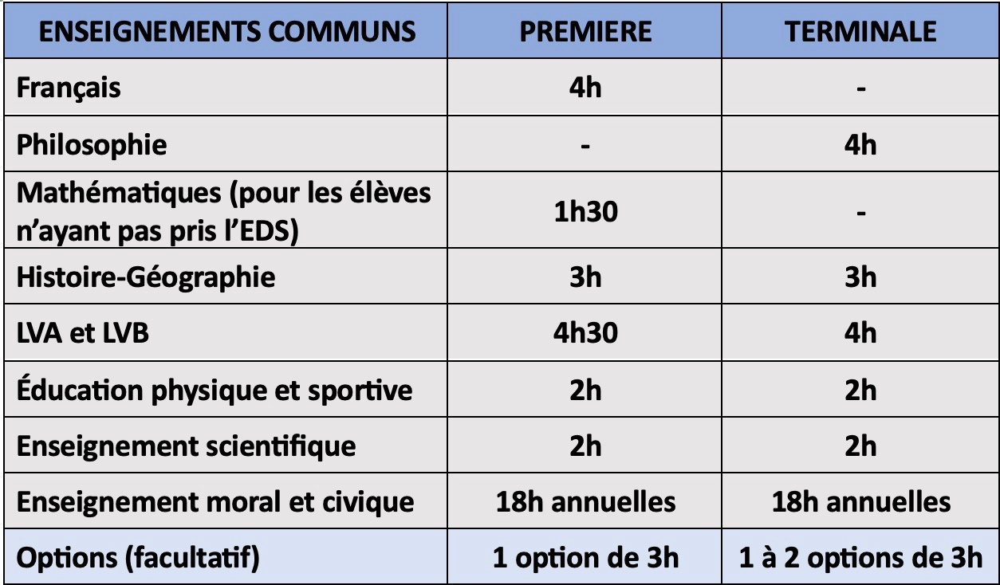 ENSEIGNEMENTS COMMUNS PREMIERE TERMINALE
Français 4h -
Philosophie - 4h
Mathématiques (pour les élèves
n’ayant pas pris l’EDS) 1h30 -
Histoire-Géographie 3h 3h
LVA et LVB 4h30 4h
Éducation physique et sportive 2h 2h
Enseignement scientifique 2h 2h
Enseignement moral et civique 18h annuelles 18h annuelles
Options (facultatif) 1 option de 3h 1 à 2 options de 3h